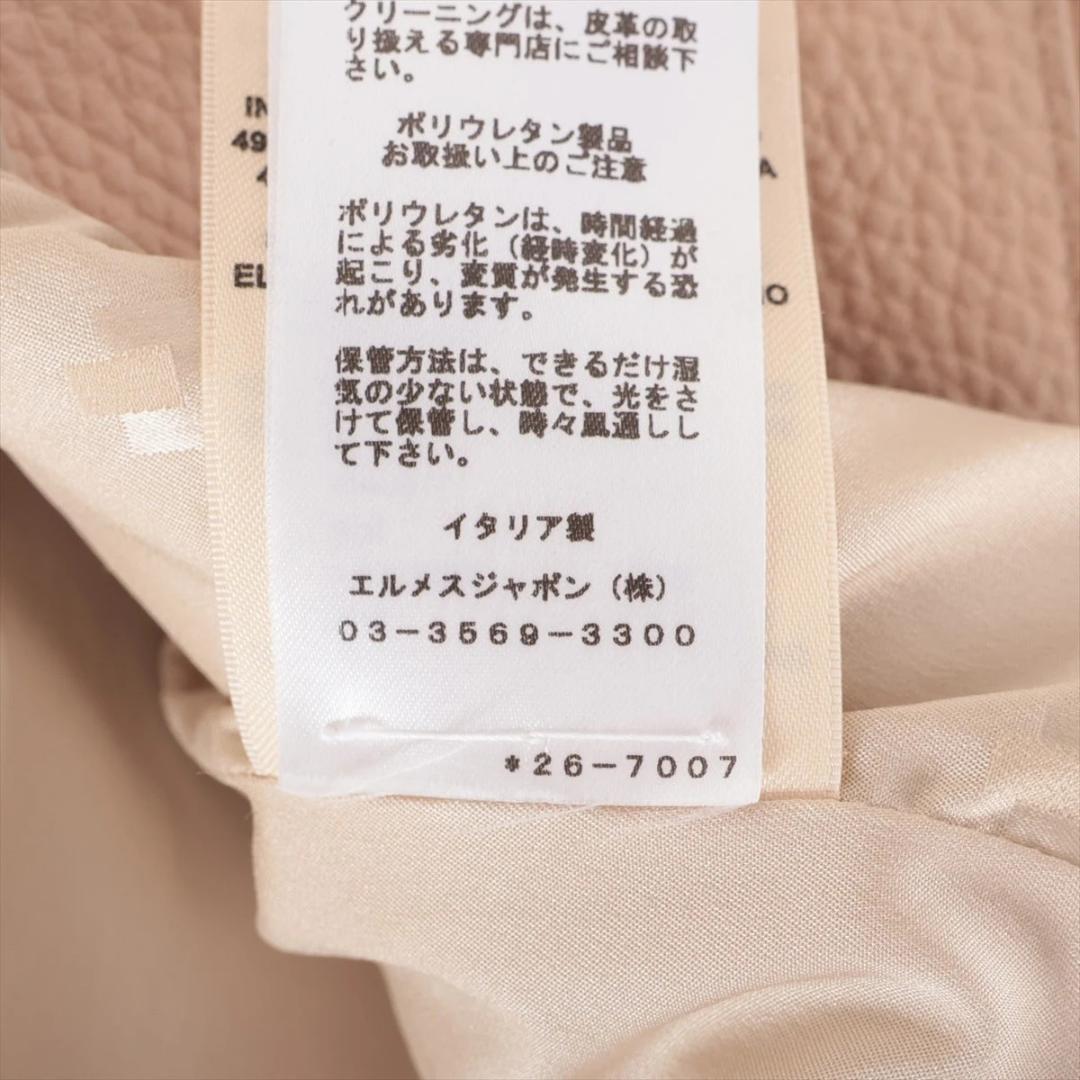 クリーニングは、皮革の取
り扱える専門店にご相談下
さい。
ポリウレタン製品
お取扱い上のご注意
ポリウレタンは、時間経過
による劣化（経時変化）が
起こり、変質が発生する恐
れがあります。
保管方法は、できるだけ湿
気の少ない状態で、光をさ
けて保管し、時々風通しし
て下さい。
イタリア製
エルメスジャポン（株）
03-3569-3300
*26-7007
IN
49
A
EL